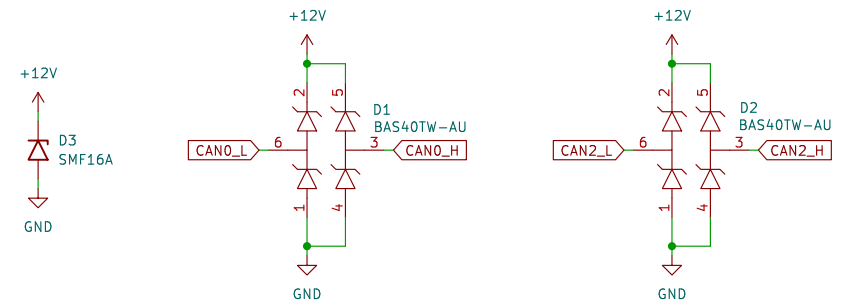 +12V
D3
SMF16A
GND
+12V
2
5
D1
BAS40TW-AU
CAN0_L
6
3
CAN0_H
1
4
GND
+12V
2
5
D2
BAS40TW-AU
CAN2_L
6
3
CAN2_H
1
4
GND